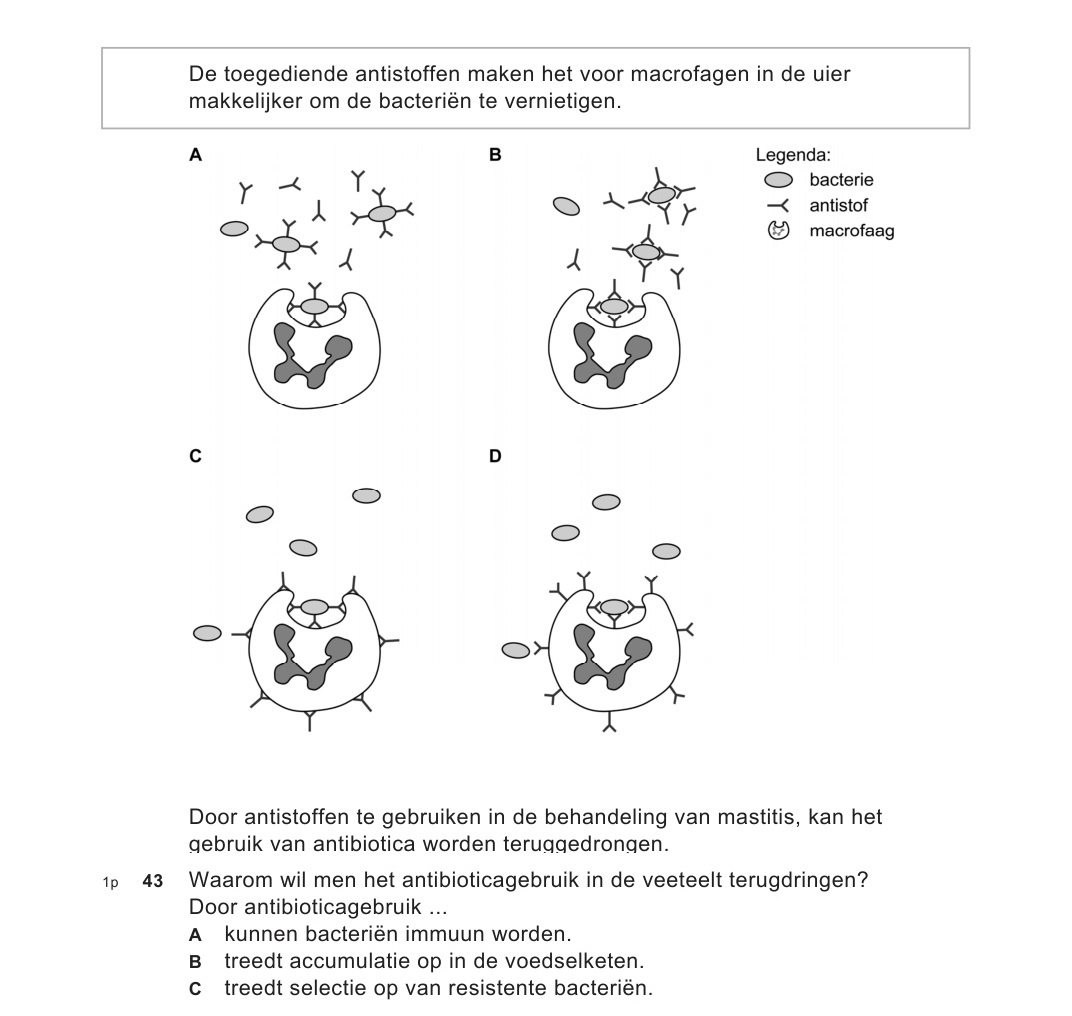 De toegediende antistoffen maken het voor macrofagen in de uier
makkelijker om de bacteriën te vernietigen.
A
B
Legenda:
bacterie
antistof
macrofaag
C
D
Door antistoffen te gebruiken in de behandeling van mastitis, kan het
gebruik van antibiotica worden teruggedrongen.
1p 43 Waarom wil men het antibioticagebruik in de veeteelt terugdringen?
Door antibioticagebruik ...
A kunnen bacteriën immuun worden.
B treedt accumulatie op in de voedselketen.
C treedt selectie op van resistente bacteriën.